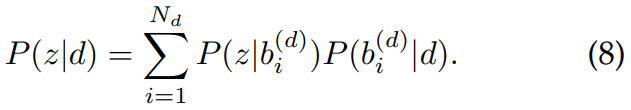 P(z|d) = \sum_{i=1}^{N_d} P(z|b_i^{(d)})P(b_i^{(d)}|d). (8)